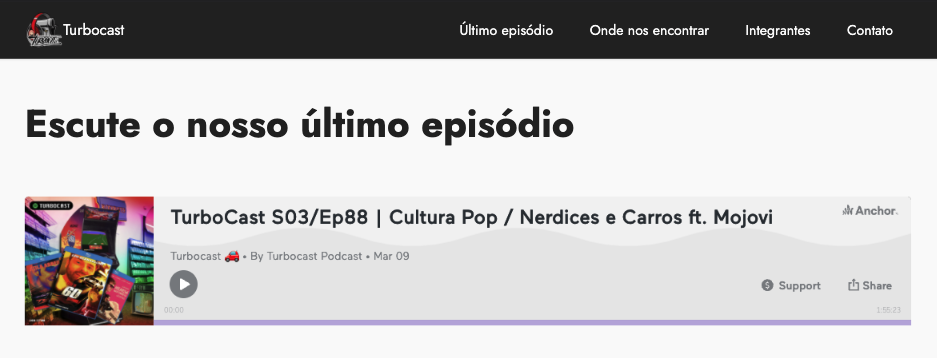 Turbocast
Último episódio
Onde nos encontrar
Integrantes
Contato
Escute o nosso último episódio
TURBOCAST
TurboCast S03/Ep88 | Cultura Pop / Nerdices e Carros ft. Mojovi
Anchor.
Turbocast 🚗 • By Turbocast Podcast • Mar 09
Support
Share
00:00
1:55:23
60